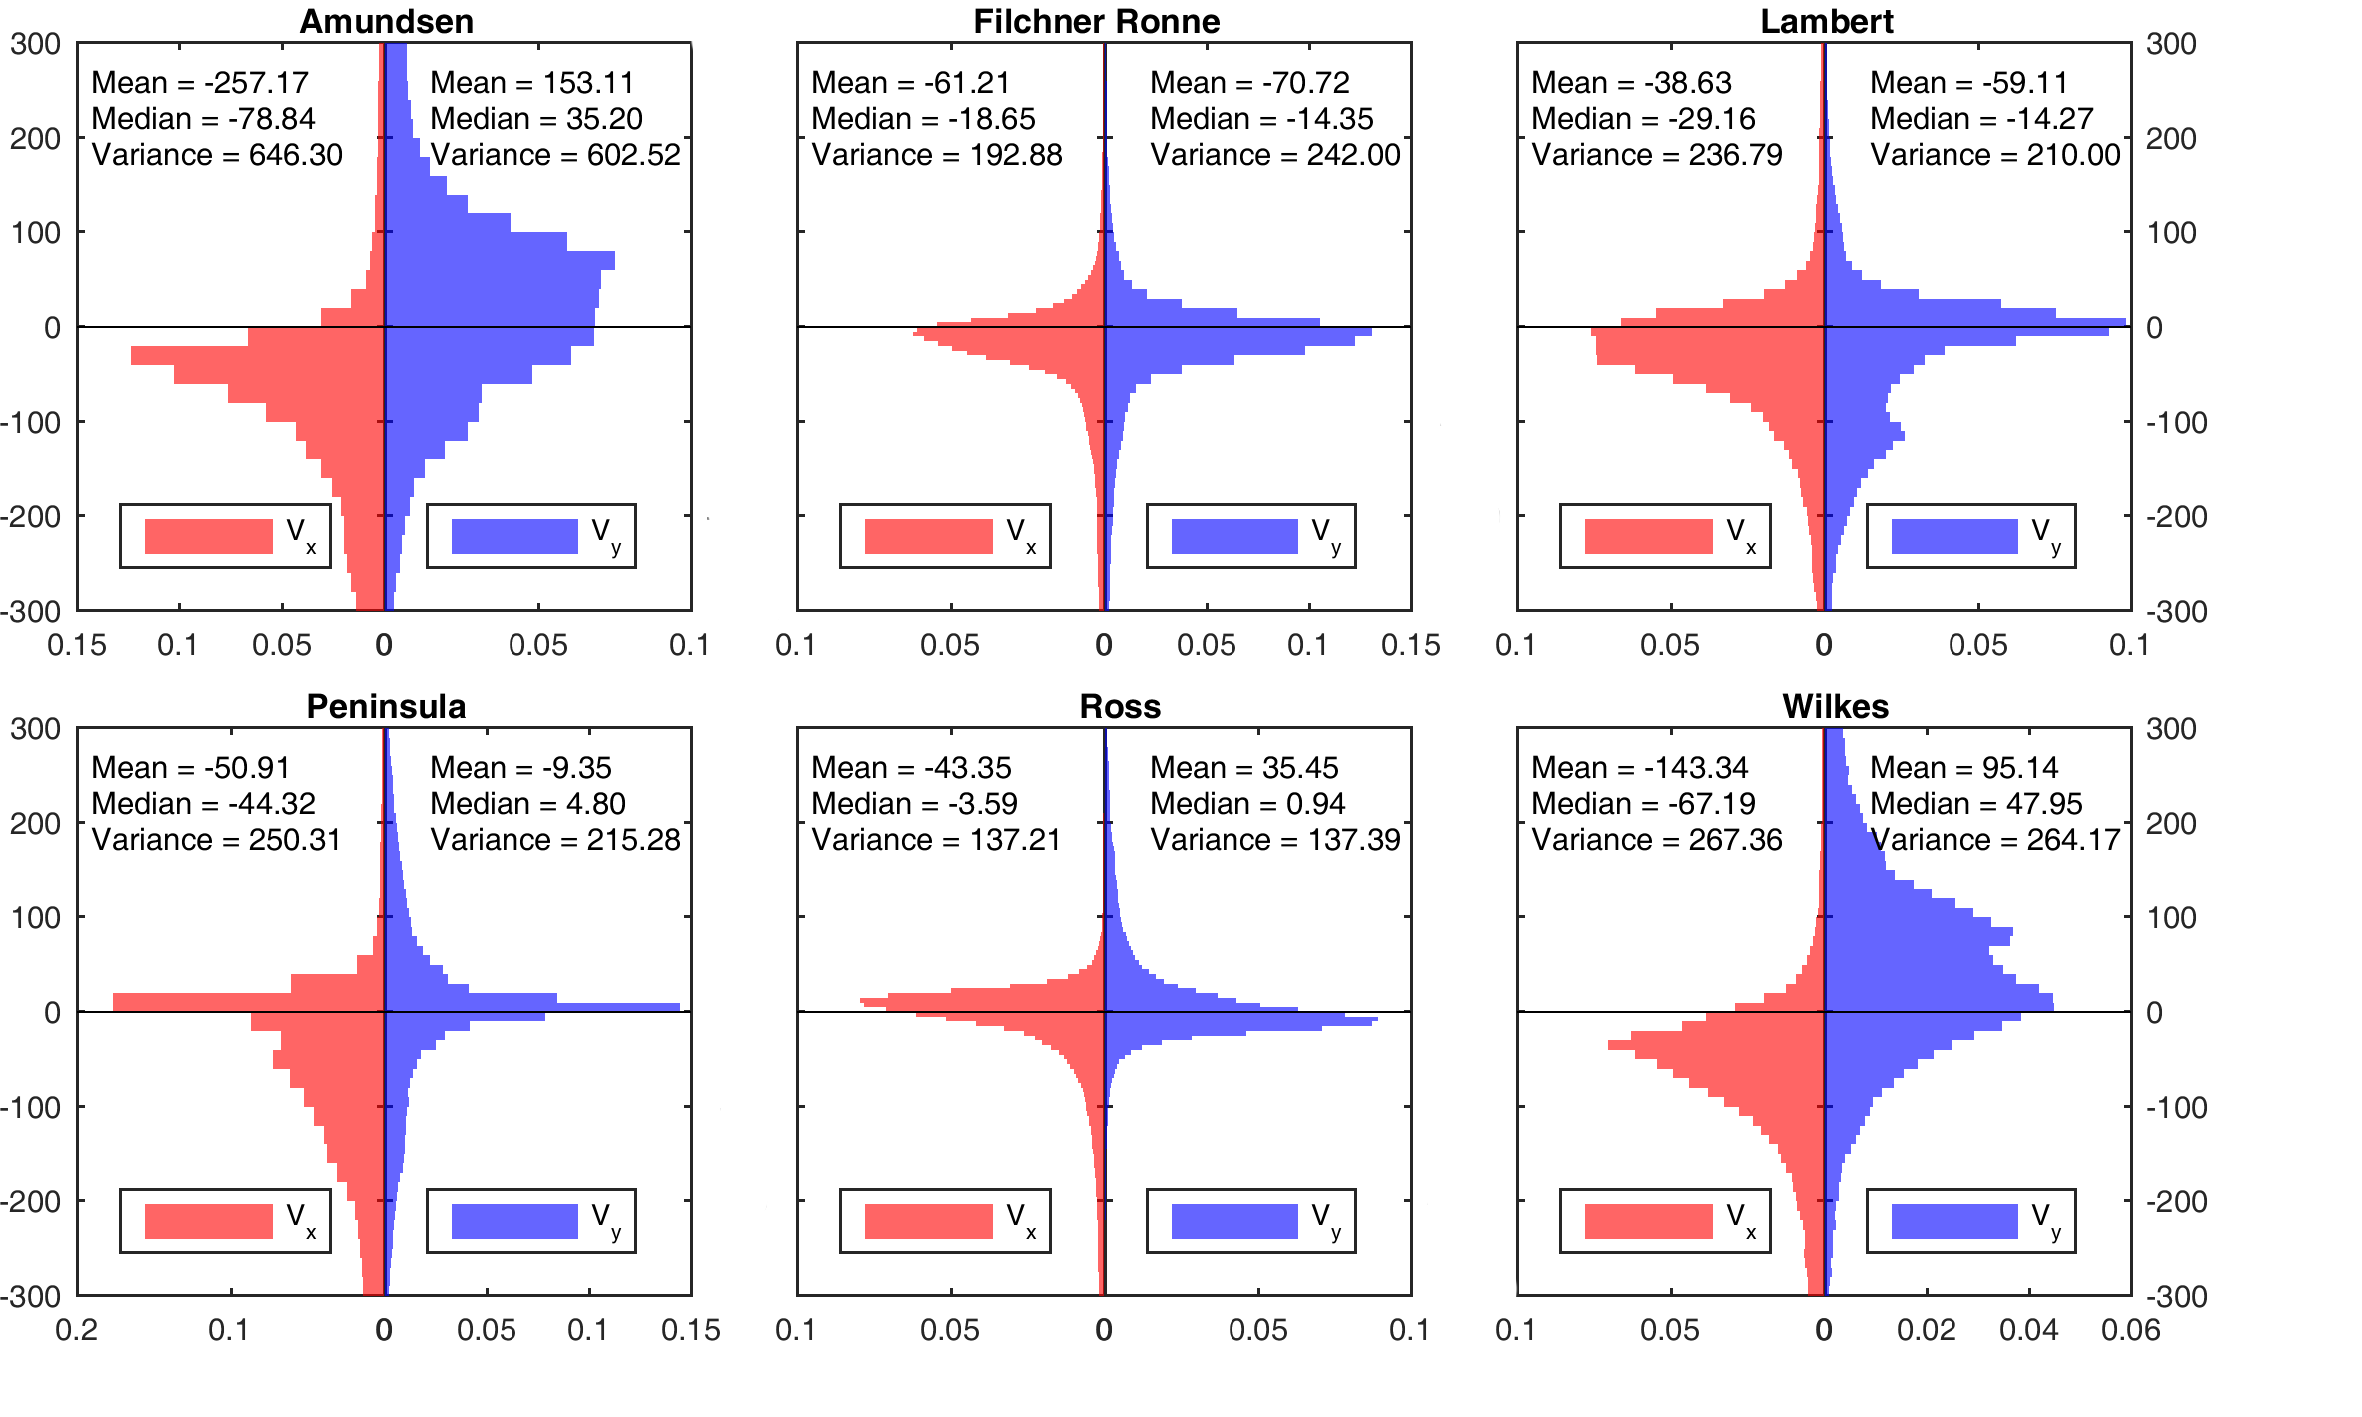 Amundsen
Filchner Ronne
Lambert
300
300
Mean = -257.17
Mean = 153.11
Mean = -61.21
Mean = -70.72
Mean = -38.63
Mean = -59.11
Median = -78.84
Median = 35.20
Median = -18.65
Median = -14.35
Median = -29.16
Median = -14.27
200
200
Variance = 646.30
Variance = 602.52
Variance = 192.88
Variance = 242.00
Variance = 236.79
Variance = 210.00
100
100
0
0
-100
-100
-200
Vx
Vy
Vx
Vy
Vx
Vy
-200
-300
-300
0.15 0.1 0.05 0 0.05 0.1
0.1 0.05 0 0.05 0.1 0.15
0.1 0.05 0 0.05 0.1
Peninsula
Ross
Wilkes
300
300
Mean = -50.91
Mean = -9.35
Mean = -43.35
Mean = 35.45
Mean = -143.34
Mean = 95.14
Median = -44.32
Median = 4.80
Median = -3.59
Median = 0.94
Median = -67.19
Median = 47.95
200
200
Variance = 250.31
Variance = 215.28
Variance = 137.21
Variance = 137.39
Variance = 267.36
Variance = 264.17
100
100
0
0
-100
-100
-200
Vx
Vy
Vx
Vy
Vx
Vy
-200
-300
-300
0.2 0.1 0 0.05 0.1 0.15
0.1 0.05 0 0.05 0.1
0.1 0.05 0 0.02 0.04 0.06